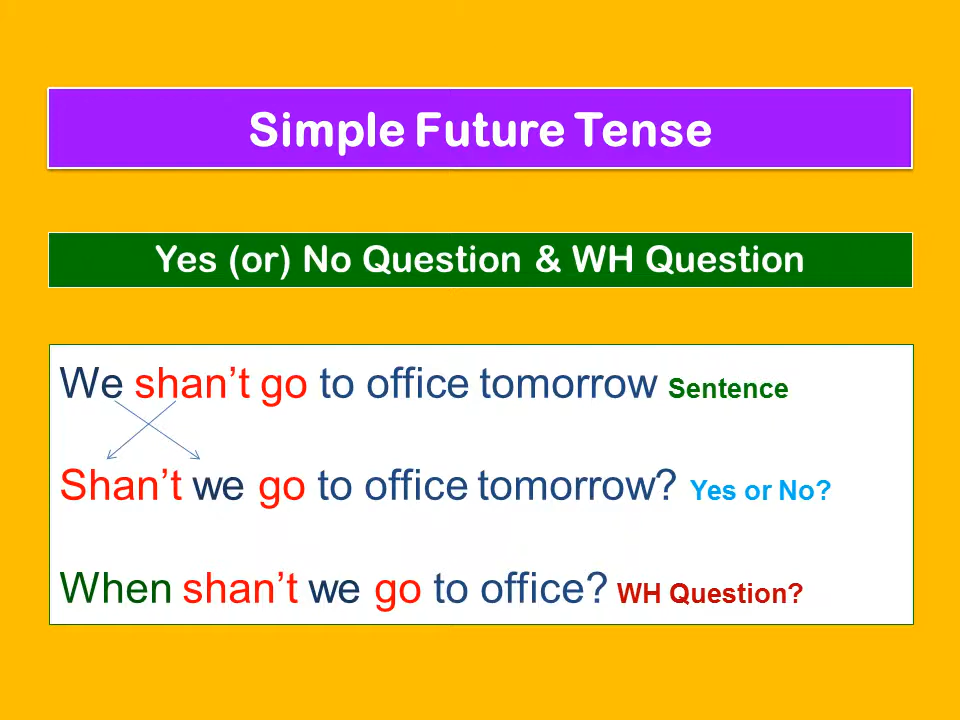 Simple Future Tense
Yes (or) No Question & WH Question
We shan’t go to office tomorrow Sentence
Shan’t we go to office tomorrow? Yes or No?
When shan’t we go to office? WH Question?